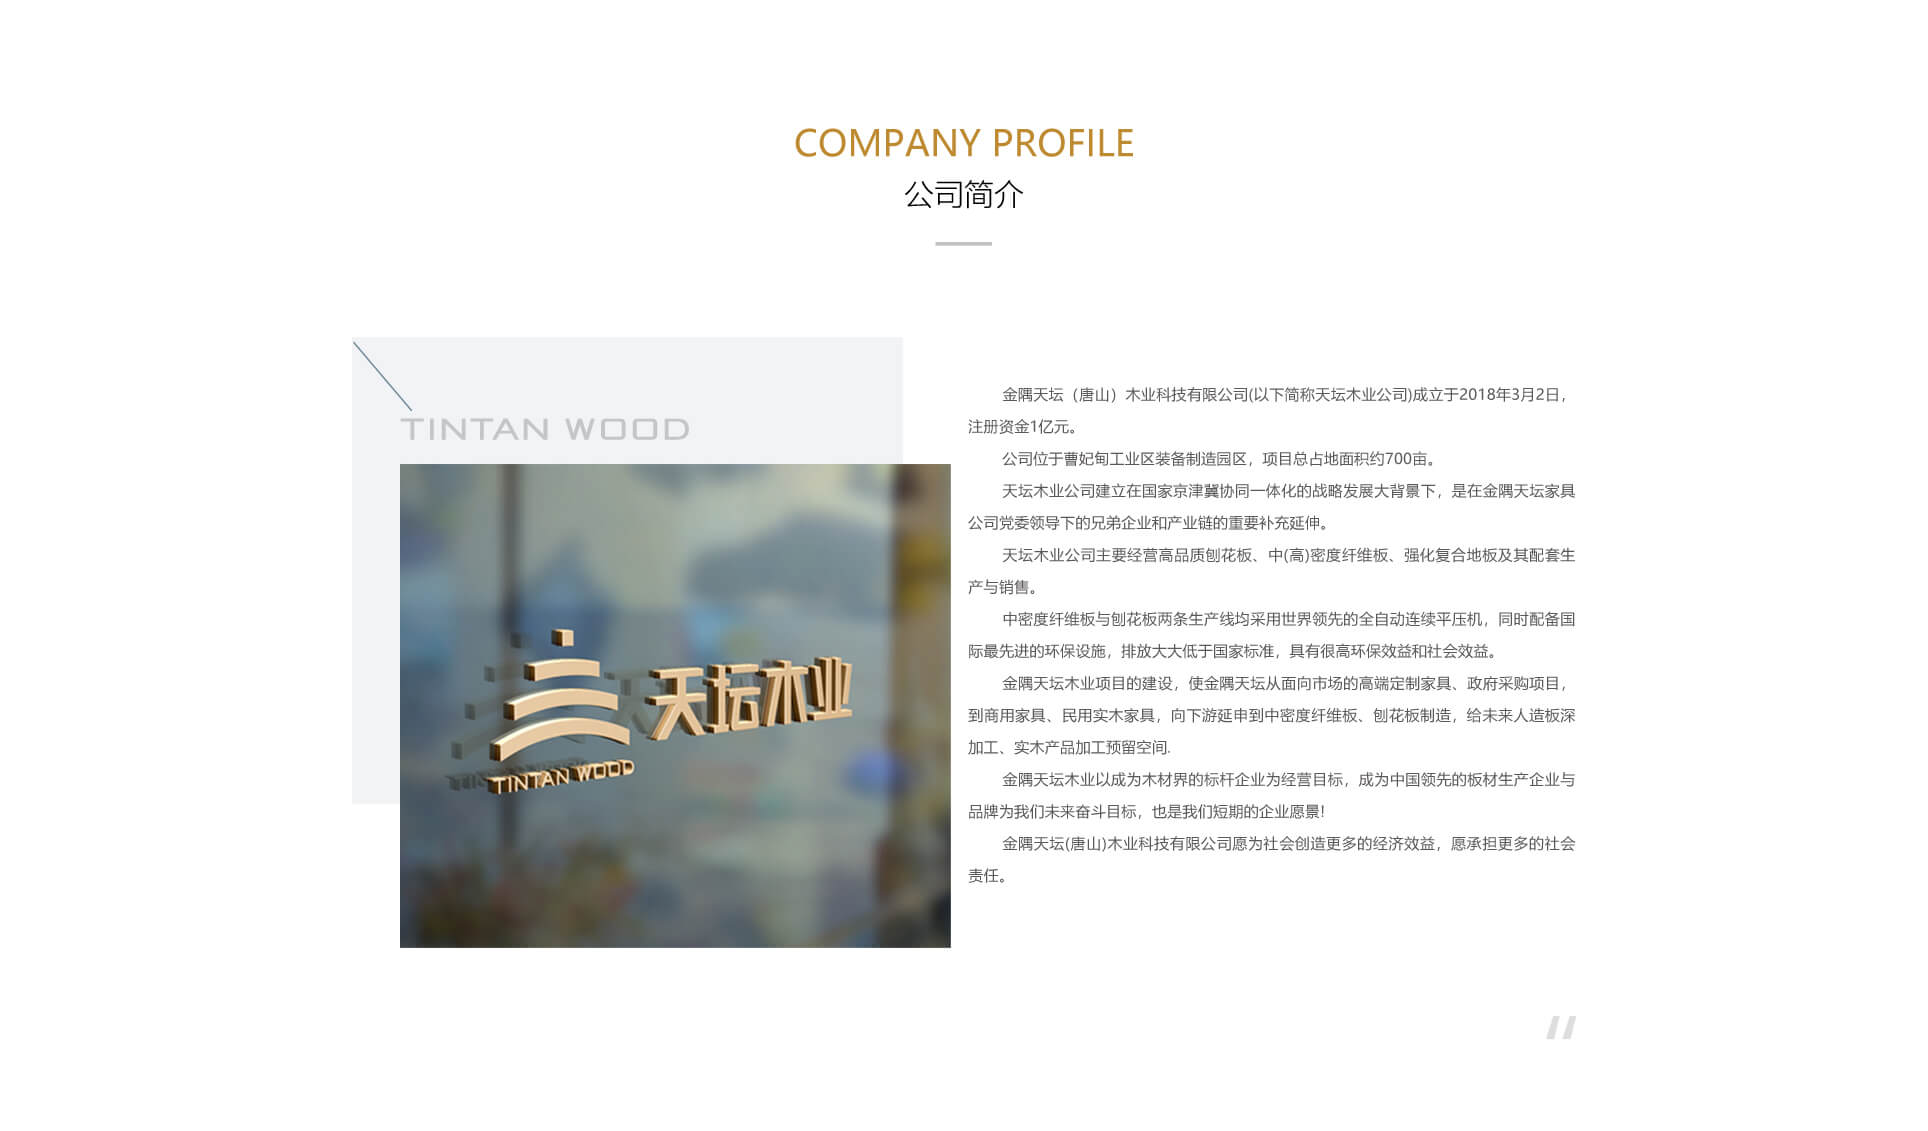 COMPANY PROFILE
公司简介
TINTAN WOOD
天坛木业
TINTAN WOOD
金隅天坛（唐山）木业科技有限公司(以下简称天坛木业公司)成立于2018年3月2日，
注册资金1亿元。
公司位于曹妃甸工业区装备制造园区，项目总占地面积约700亩。
天坛木业公司建立在国家京津冀协同一体化的战略发展大背景下，是在金隅天坛家具
公司党委领导下的兄弟企业和产业链的重要补充延伸。
天坛木业公司主要经营高品质刨花板、中(高)密度纤维板、强化复合地板及其配套生
产与销售。
中密度纤维板与刨花板两条生产线均采用世界领先的全自动连续平压机，同时配备国
际最先进的环保设施，排放大大低于国家标准，具有很高环保效益和社会效益。
金隅天坛木业项目的建设，使金隅天坛从面向市场的高端定制家具、政府采购项目，
到商用家具、民用实木家具，向下游延申到中密度纤维板、刨花板制造，给未来人造板深
加工、实木产品加工预留空间.
金隅天坛木业以成为木材界的标杆企业为经营目标，成为中国领先的板材生产企业与
品牌为我们未来奋斗目标，也是我们短期的企业愿景!
金隅天坛(唐山)木业科技有限公司愿为社会创造更多的经济效益，愿承担更多的社会
责任。